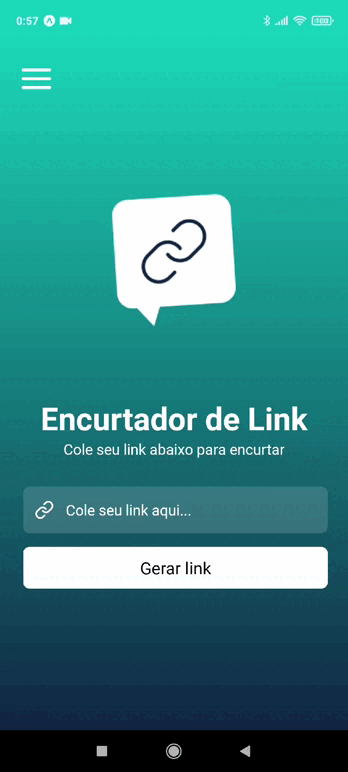 0:57
100
Encurtador de Link
Cole seu link abaixo para encurtar
Cole seu link aqui...
Gerar link